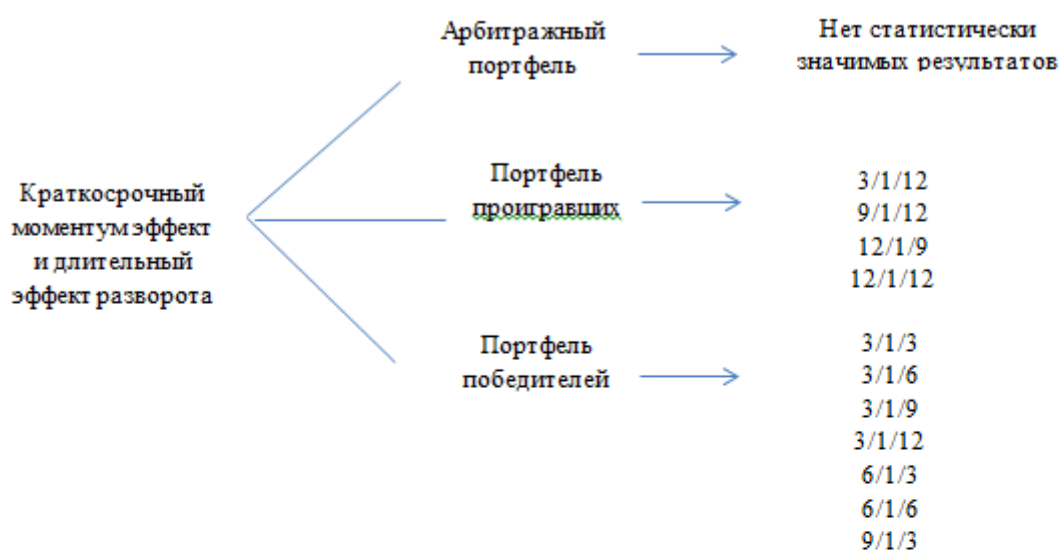 Краткосрочный
моментум эффект
и длительный
эффект разворота
Арбитражный
портфель
Нет статистически
значимых результатов
Портфель
проигравших
3/1/12
9/1/12
12/1/9
12/1/12
Портфель
победителей
3/1/3
3/1/6
3/1/9
3/1/12
6/1/3
6/1/6
9/1/3